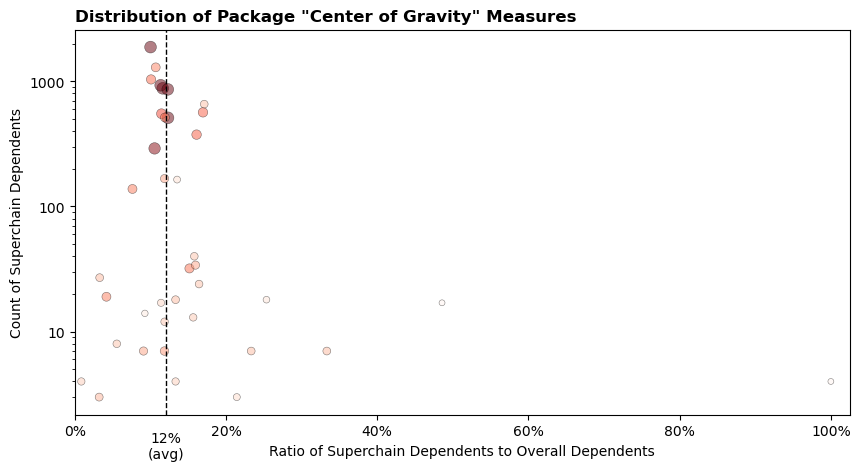 Distribution of Package "Center of Gravity" Measures
Count of Superchain Dependents
1000
100
10
0%
20%
40%
60%
80%
100%
12%
(avg)
Ratio of Superchain Dependents to Overall Dependents